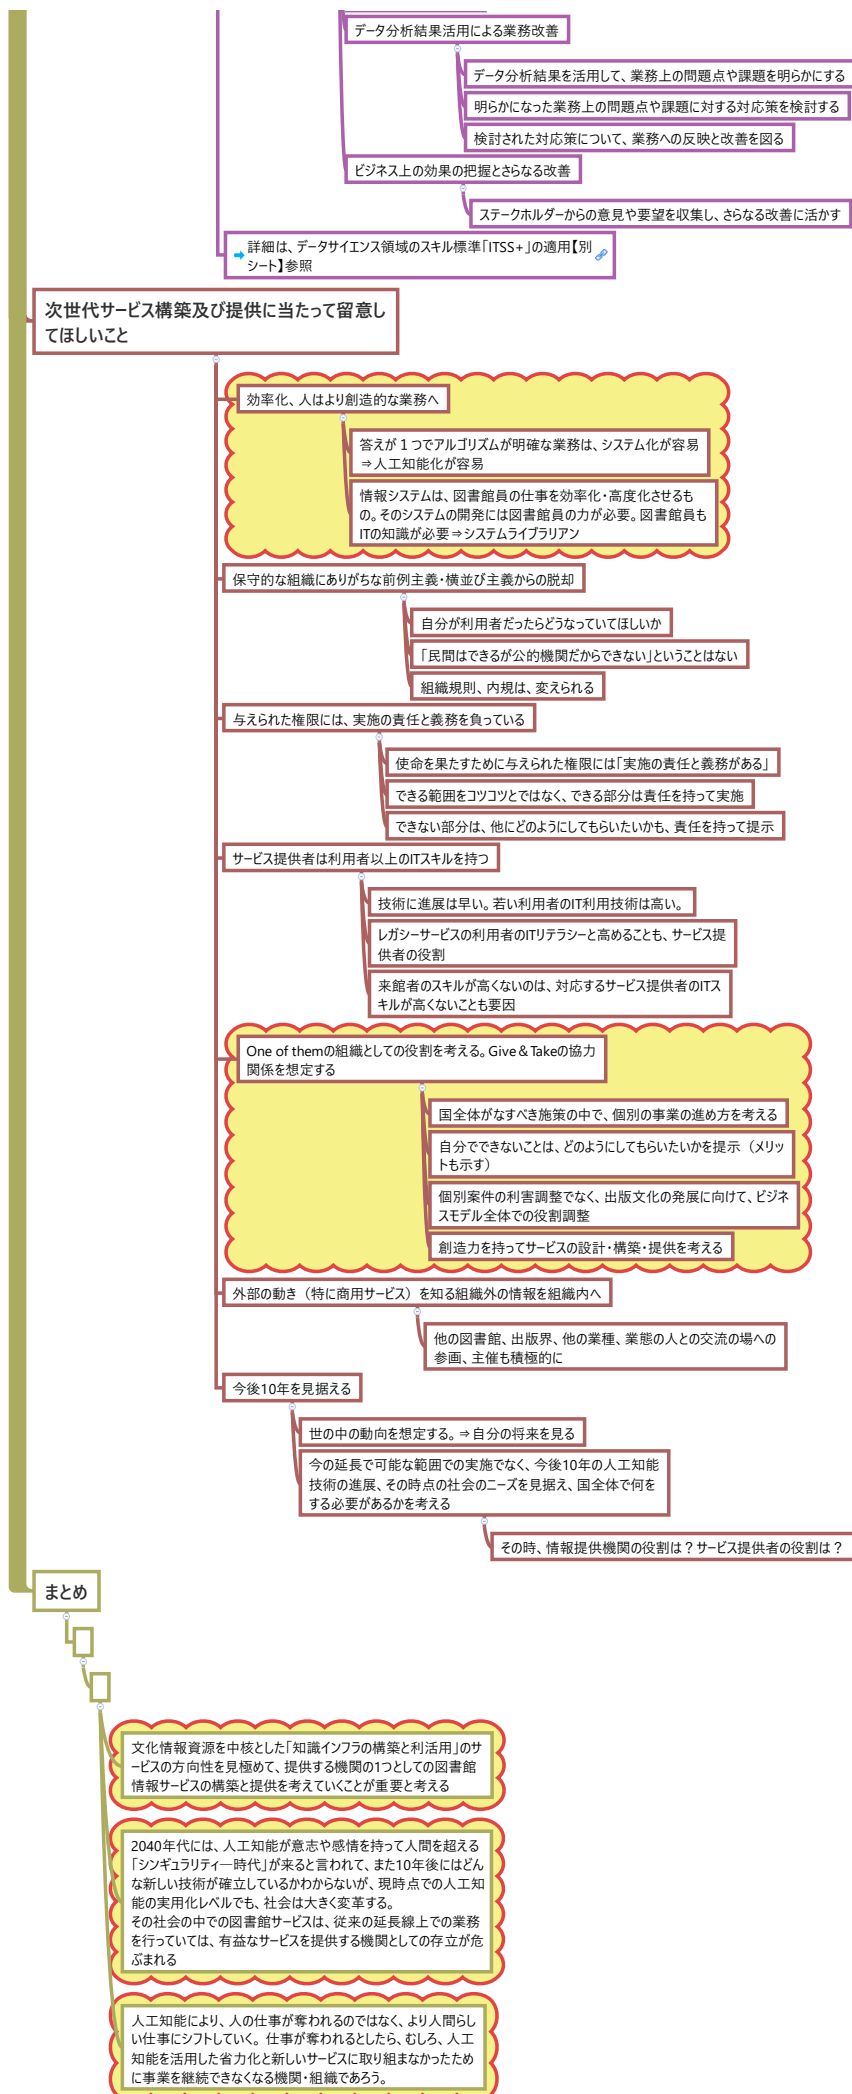 データ分析結果活用による業務改善
データ分析結果を活用して、業務上の問題点や課題を明らかにする
明らかになった業務上の問題点や課題に対する対応策を検討する
検討された対応策について、業務への反映と改善を図る
ビジネス上の効果の把握とさらなる改善
ステークホルダーからの意見や要望を収集し、さらなる改善に活かす
詳細は、データサイエンス領域のスキル標準「ITSS+」の適用【別
シート】参照
次世代サービス構築及び提供に当たって留意し
てほしいこと
効率化、人はより創造的な業務へ
答えが１つでアルゴリズムが明確な業務は、システム化が容易
⇒人工知能化が容易
情報システムは、図書館員の仕事を効率化・高度化させるも
の。そのシステムの開発には図書館員の力が必要。図書館員も
ITの知識が必要⇒システムライブラリアン
保守的な組織にありがちな前例主義・横並び主義からの脱却
自分が利用者だったらどうなっていてほしいか
「民間はできるが公的機関だからできない」ということはない
組織規則、内規は、変えられる
与えられた権限には、実施の責任と義務を負っている
使命を果たすために与えられた権限には「実施の責任と義務がある」
できる範囲をコツコツとではなく、できる部分は責任を持って実施
できない部分は、他にどのようにしてもらいたいかも、責任を持って提示
サービス提供者は利用者以上のITスキルを持つ
技術に進展は早い。若い利用者のIT利用技術は高い。
レガシーサービスの利用者のITリテラシーと高めることも、サービス提
供者の役割
来館者のスキルが高くないのは、対応するサービス提供者のITス
キルが高くないことも要因
One of themの組織としての役割を考える。Give＆Takeの協力
関係を想定する
国全体がなすべき施策の中で、個別の事業の進め方を考える
自分でできないことは、どのようにしてもらいたいかを提示（メリッ
トも示す）
個別案件の利害調整でなく、出版文化の発展に向けて、ビジネ
スモデル全体での役割調整
創造力を持ってサービスの設計・構築・提供を考える
外部の動き（特に商用サービス）を知る組織外の情報を組織内へ
他の図書館、出版界、他の業種、業態の人との交流の場への
参画、主催も積極的に
今後10年を見据える
世の中の動向を想定する。⇒自分の将来を見る
今の延長で可能な範囲での実施でなく、今後10年の人工知能
技術の進展、その時点の社会のニーズを見据え、国全体で何を
する必要があるかを考える
その時、情報提供機関の役割は？サービス提供者の役割は？
まとめ
文化情報資源を中核とした「知識インフラの構築と利活用」のサ
ービスの方向性を見極めて、提供する機関の1つとしての図書館
情報サービスの構築と提供を考えていくことが重要と考える
2040年代には、人工知能が意志や感情を持って人間を超える
「シンギュラリティ―時代」が来ると言われて、また10年後にはどん
な新しい技術が確立しているかわからないが、現時点での人工知
能の実用化レベルでも、社会は大きく変革する。
その社会の中での図書館サービスは、従来の延長線上での業務
を行っていては、有益なサービスを提供する機関としての存立が危
ぶまれる
人工知能により、人の仕事が奪われるのではなく、より人間らし
い仕事にシフトしていく。仕事が奪われるとしたら、むしろ、人工
知能を活用した省力化と新しいサービスに取り組まなかったため
に事業を継続できなくなる機関・組織であろう。